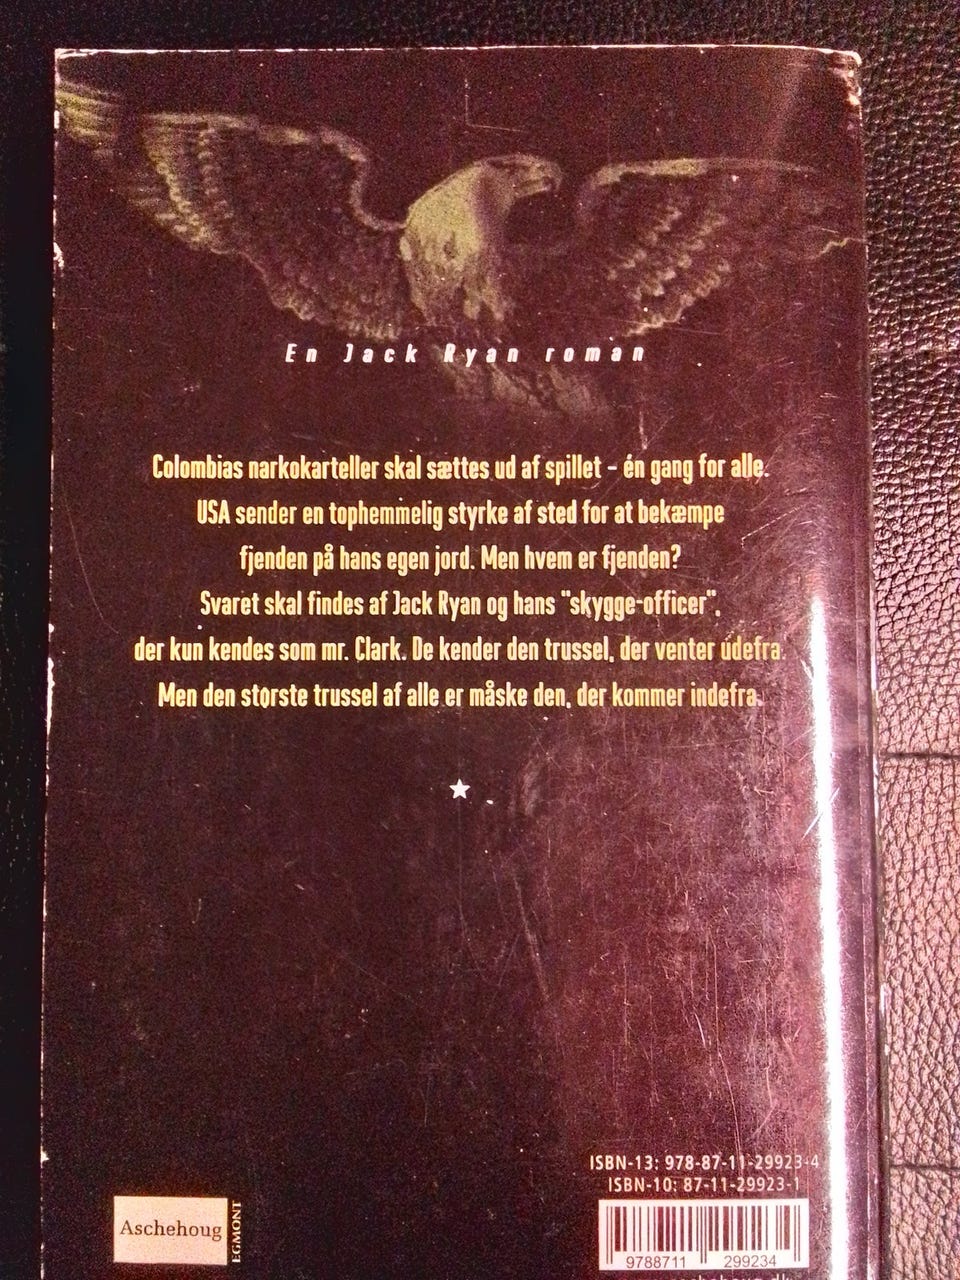 En Jack Ryan roman
Colombias narkokarteller skal sættes ud af spillet – én gang for alle.
USA sender en tophemmelig styrke af sted for at bekæmpe
fjenden på hans egen jord. Men hvem er fjenden?
Svaret skal findes af Jack Ryan og hans "skygge-officer",
der kun kendes som mr. Clark. De kender den trussel, der venter udefra.
Men den største trussel af alle er måske den, der kommer indefra.
ISBN-13: 978-87-11-29923-4
ISBN-10: 87-11-29923-1
Aschehoug
EGMONT
9788711 299234